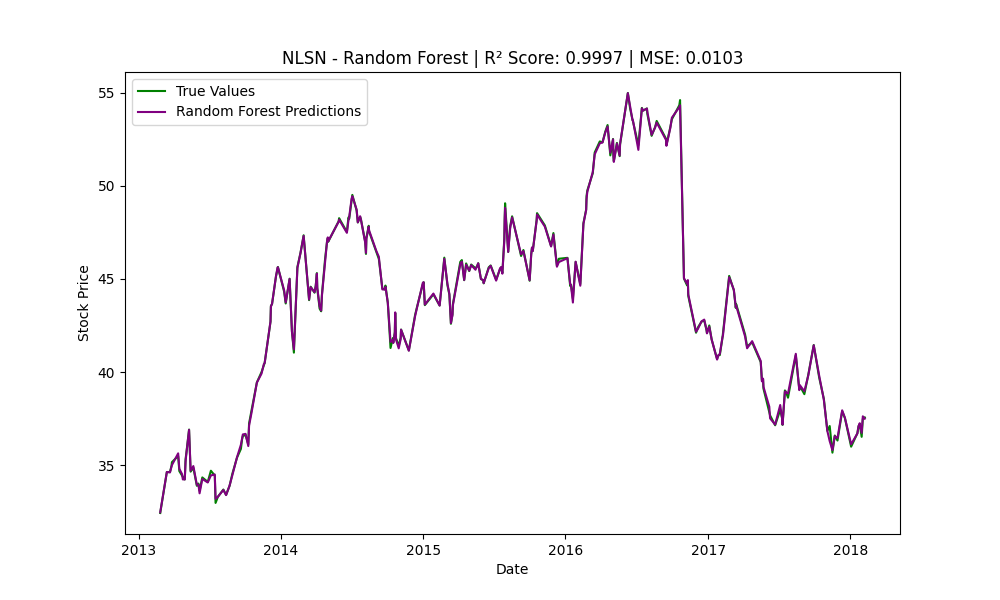 NLSN - Random Forest | R² Score: 0.9997 | MSE: 0.0103
True Values
Random Forest Predictions
55
50
45
40
35
Stock Price
2013 2014 2015 2016 2017 2018
Date